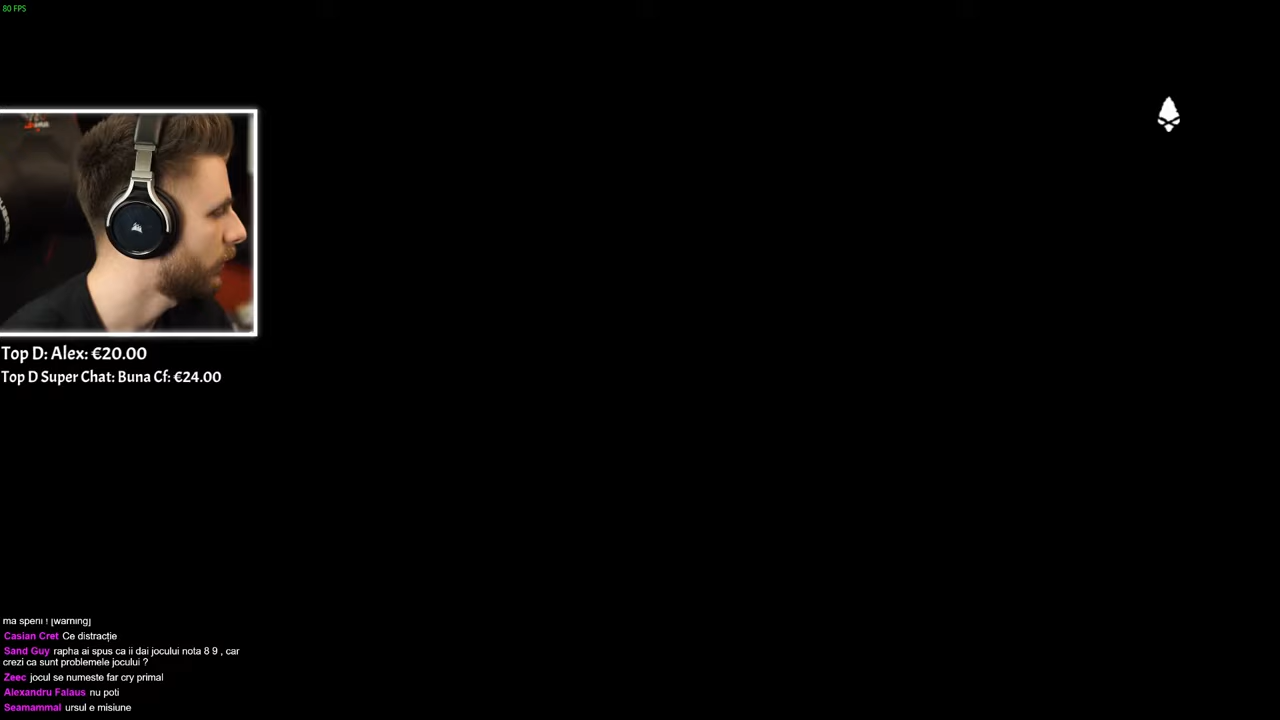 80 FPS
Top D: Alex: €20.00
Top D Super Chat: Buna Cf: €24.00
ma sperii ! [warning]
Casian Cret Ce distracție
Sand Guy rapha ai spus ca ii dai jocului nota 8 9 , car
crezi ca sunt problemele jocului ?
Zeec jocul se numeste far cry primal
Alexandru Falaus nu poti
Seamammal ursul e misiune